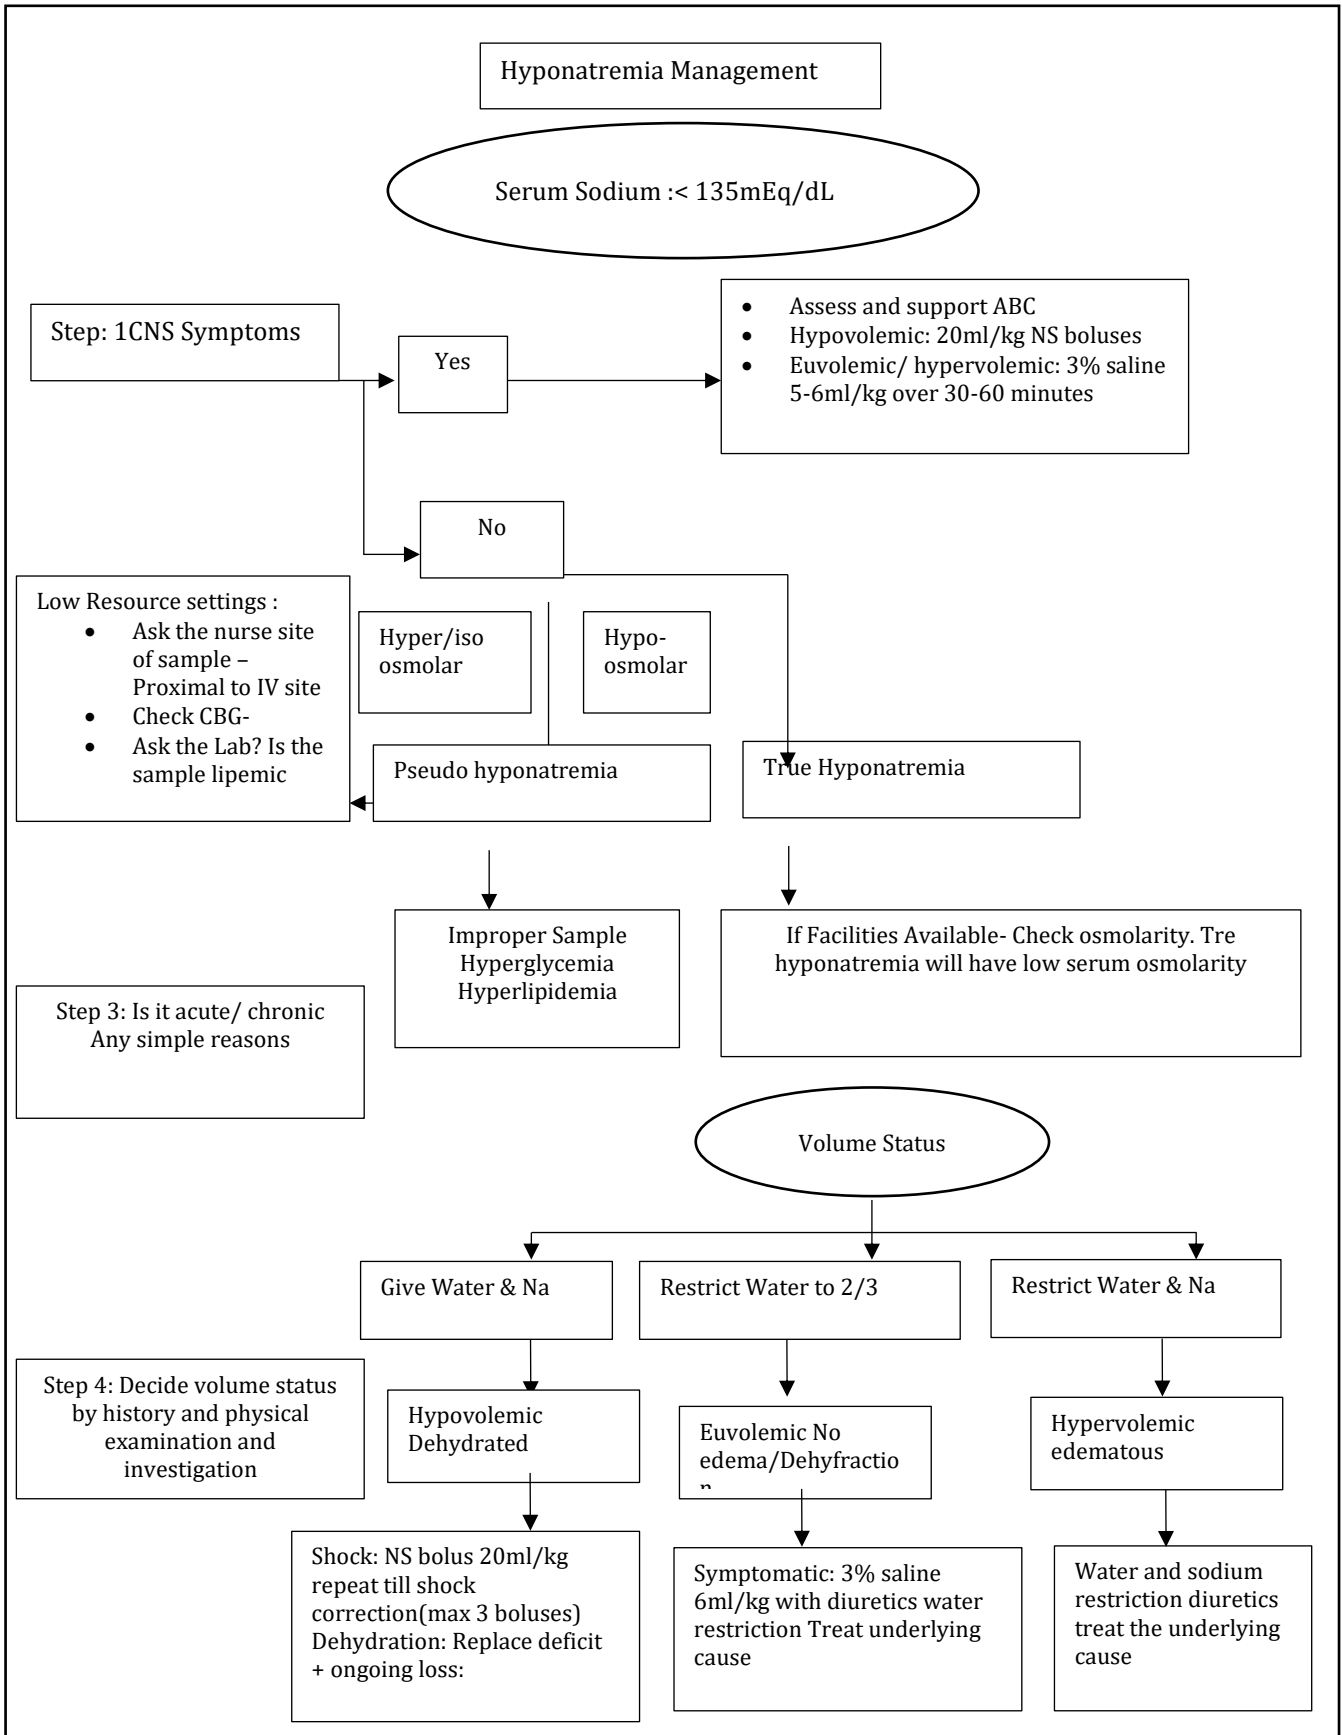 Hyponatremia Management
Serum Sodium :< 135mEq/dL
Step: 1CNS Symptoms
Yes
• Assess and support ABC
• Hypovolemic: 20ml/kg NS boluses
• Euvolemic/ hypervolemic: 3% saline
5-6ml/kg over 30-60 minutes
No
Low Resource settings :
• Ask the nurse site
of sample –
Proximal to IV site
• Check CBG-
• Ask the Lab? Is the
sample lipemic
Hyper/iso
osmolar
Hypo-
osmolar
Pseudo hyponatremia
True Hyponatremia
Improper Sample
Hyperglycemia
Hyperlipidemia
If Facilities Available- Check osmolarity. Tre
hyponatremia will have low serum osmolarity
Step 3: Is it acute/ chronic
Any simple reasons
Volume Status
Give Water & Na
Restrict Water to 2/3
Restrict Water & Na
Step 4: Decide volume status
by history and physical
examination and
investigation
Hypovolemic
Dehydrated
Euvolemic No
edema/Dehyfractio
n
Hypervolemic
edematous
Shock: NS bolus 20ml/kg
repeat till shock
correction(max 3 boluses)
Dehydration: Replace deficit
+ ongoing loss:
Symptomatic: 3% saline
6ml/kg with diuretics water
restriction Treat underlying
cause
Water and sodium
restriction diuretics
treat the underlying
cause